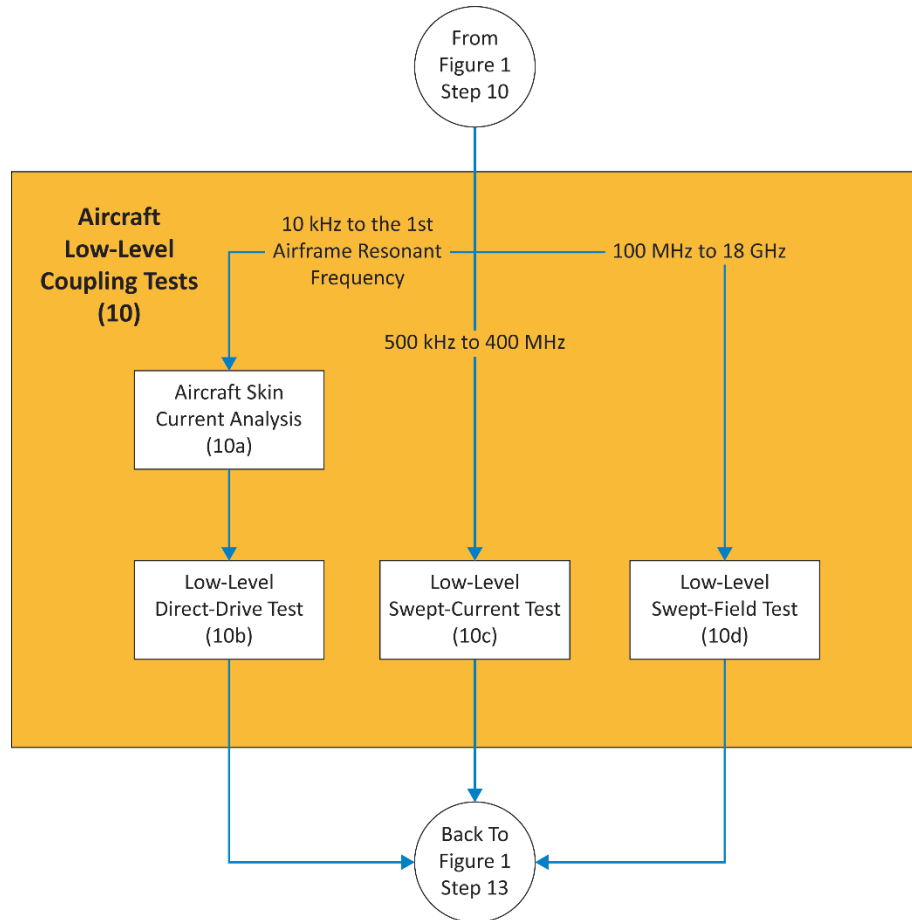 From
Figure 1
Step 10
Aircraft
Low-Level
Coupling Tests
(10)
10 kHz to the 1st
Airframe Resonant
Frequency
100 MHz to 18 GHz
500 kHz to 400 MHz
Aircraft Skin
Current Analysis
(10a)
Low-Level
Direct-Drive Test
(10b)
Low-Level
Swept-Current Test
(10c)
Low-Level
Swept-Field Test
(10d)
Back To
Figure 1
Step 13